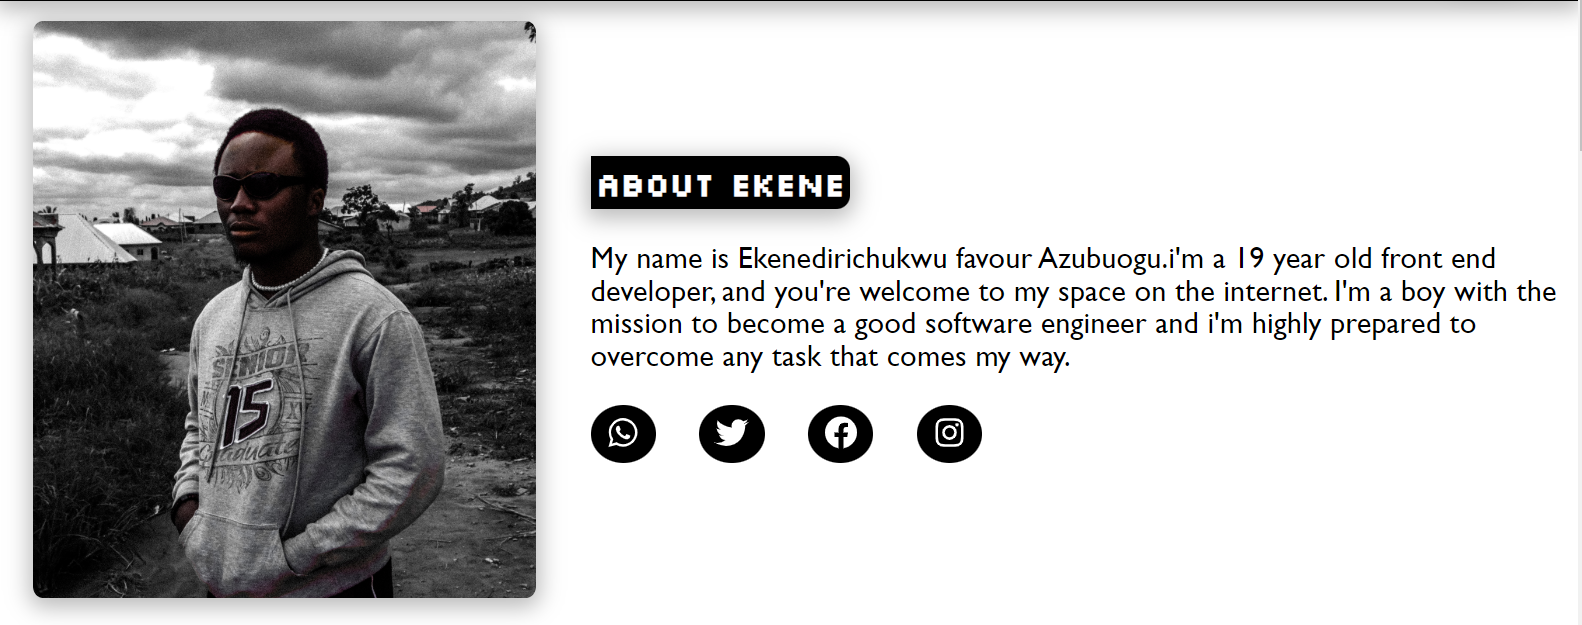 ABOUT EKENE
My name is Ekenedirichukwu favour Azubuogu.i'm a 19 year old front end
developer, and you're welcome to my space on the internet. I'm a boy with the
mission to become a good software engineer and i'm highly prepared to
overcome any task that comes my way.
SENIOR
15
Graduate